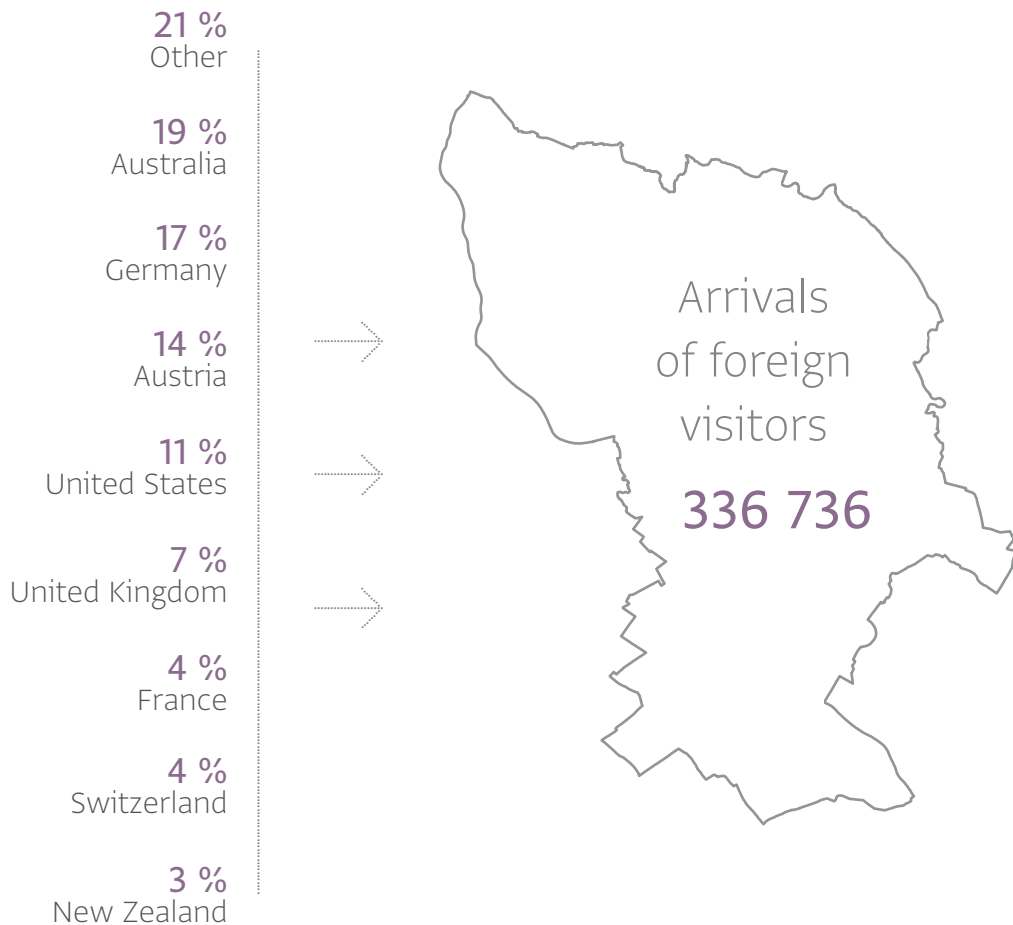 21 %
Other
19 %
Australia
17 %
Germany
14 %
Austria
11 %
United States
7 %
United Kingdom
4 %
France
4 %
Switzerland
3 %
New Zealand
Arrivals
of foreign
visitors
336 736